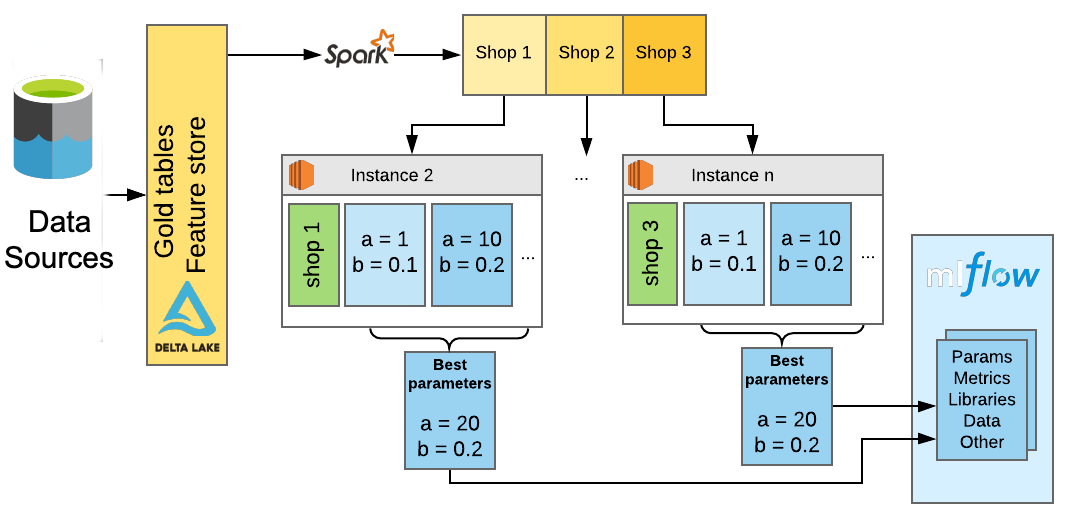 Data
Sources
Gold tables
Feature store
DELTA LAKE
Spark
Shop 1
Shop 2
Shop 3
Instance 2
shop 1
a = 1
b = 0.1
a = 10
b = 0.2
...
...
Instance n
shop 3
a = 1
b = 0.1
a = 10
b = 0.2
...
Best
parameters
a = 20
b = 0.2
Best
parameters
a = 20
b = 0.2
mlflow
Params
Metrics
Libraries
Data
Other